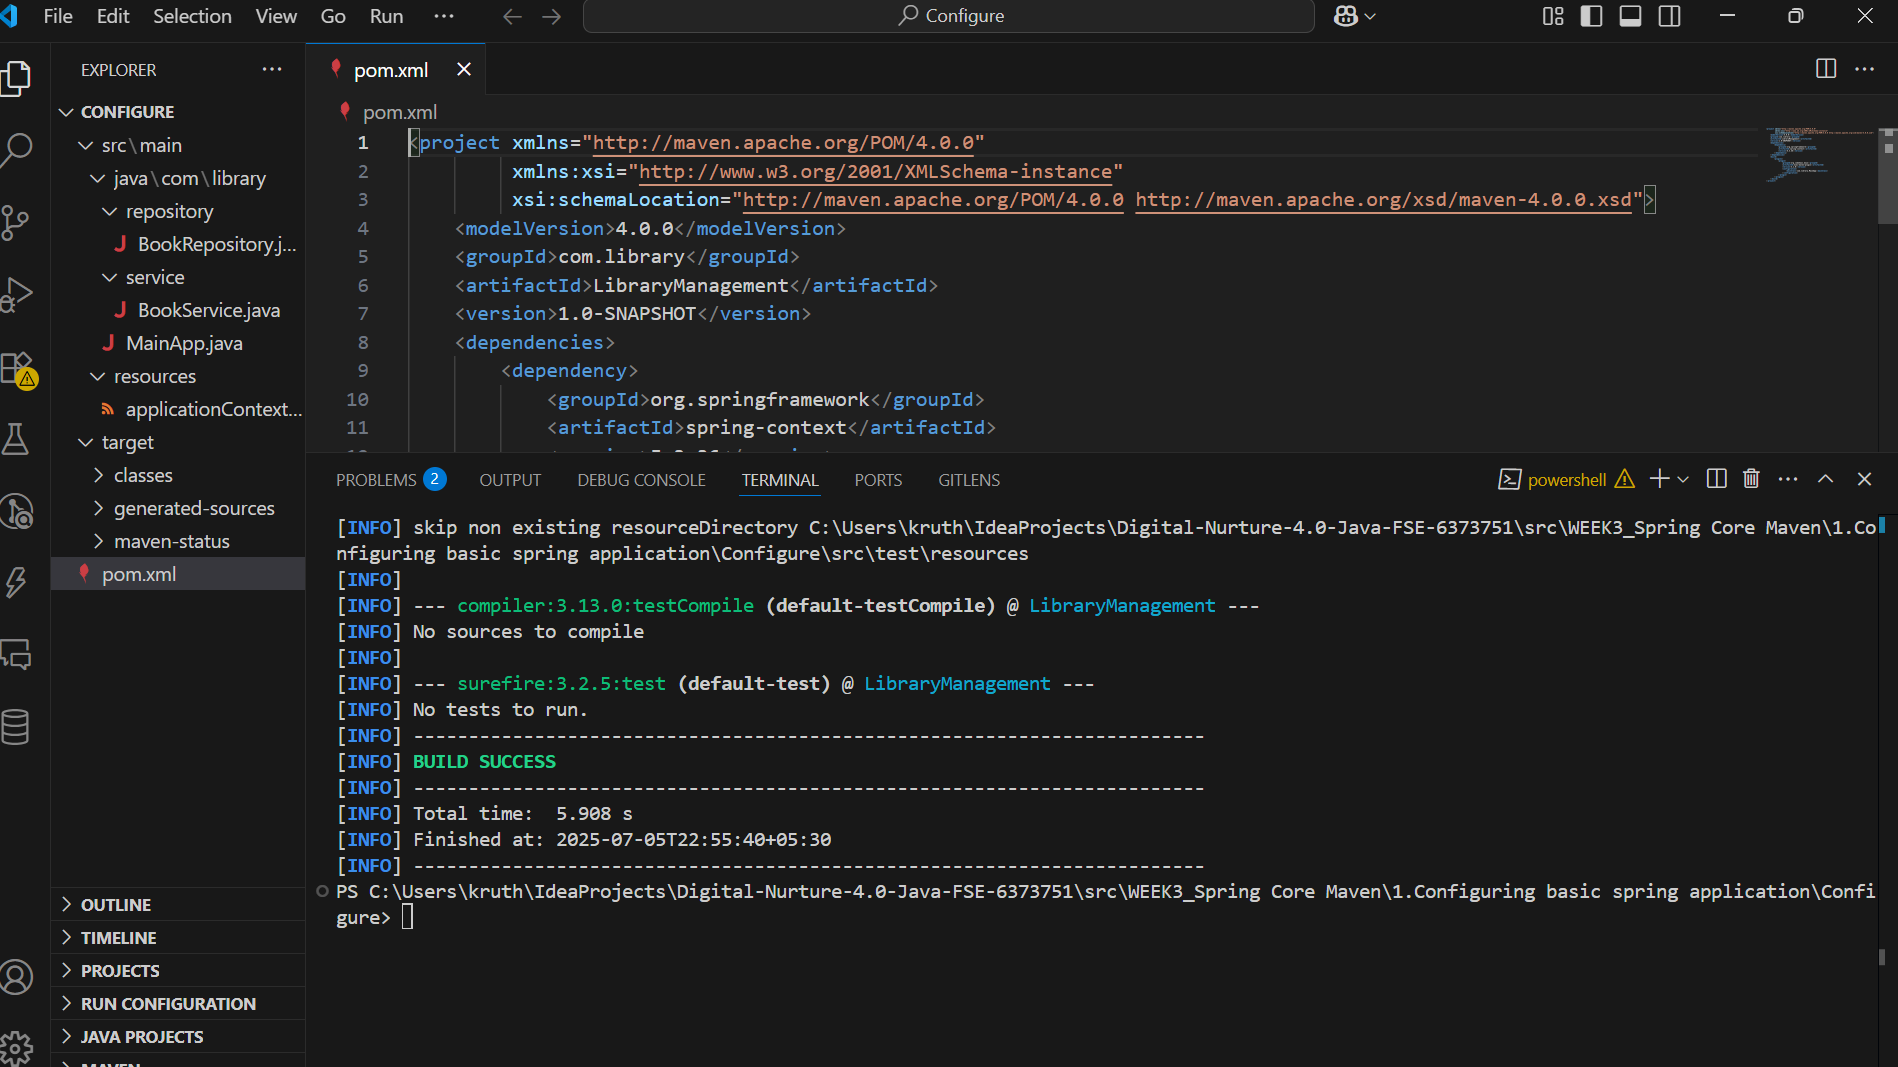 File Edit Selection View Go Run ··· Configure
EXPLORER ···
CONFIGURE
src\main
java\com\library
repository
BookRepository.j...
service
BookService.java
MainApp.java
resources
applicationContext...
target
classes
generated-sources
maven-status
pom.xml
OUTLINE
TIMELINE
PROJECTS
RUN CONFIGURATION
JAVA PROJECTS
MAVEN
pom.xml
pom.xml
1 <project xmlns="http://maven.apache.org/POM/4.0.0"
2 xmlns:xsi="http://www.w3.org/2001/XMLSchema-instance"
3 xsi:schemaLocation="http://maven.apache.org/POM/4.0.0 http://maven.apache.org/xsd/maven-4.0.0.xsd">
4 <modelVersion>4.0.0</modelVersion>
5 <groupId>com.library</groupId>
6 <artifactId>LibraryManagement</artifactId>
7 <version>1.0-SNAPSHOT</version>
8 <dependencies>
9 <dependency>
10 <groupId>org.springframework</groupId>
11 <artifactId>spring-context</artifactId>
PROBLEMS 2 OUTPUT DEBUG CONSOLE TERMINAL PORTS GITLENS powershell
[INFO] skip non existing resourceDirectory C:\Users\kruth\IdeaProjects\Digital-Nurture-4.0-Java-FSE-6373751\src\WEEK3_Spring Core Maven\1.Co
nfiguring basic spring application\Configure\src\test\resources
[INFO]
[INFO] --- compiler:3.13.0:testCompile (default-testCompile) @ LibraryManagement ---
[INFO] No sources to compile
[INFO]
[INFO] --- surefire:3.2.5:test (default-test) @ LibraryManagement ---
[INFO] No tests to run.
[INFO] ------------------------------------------------------------------------
[INFO] BUILD SUCCESS
[INFO] ------------------------------------------------------------------------
[INFO] Total time:  5.908 s
[INFO] Finished at: 2025-07-05T22:55:40+05:30
[INFO] ------------------------------------------------------------------------
PS C:\Users\kruth\IdeaProjects\Digital-Nurture-4.0-Java-FSE-6373751\src\WEEK3_Spring Core Maven\1.Configuring basic spring application\Confi
gure>